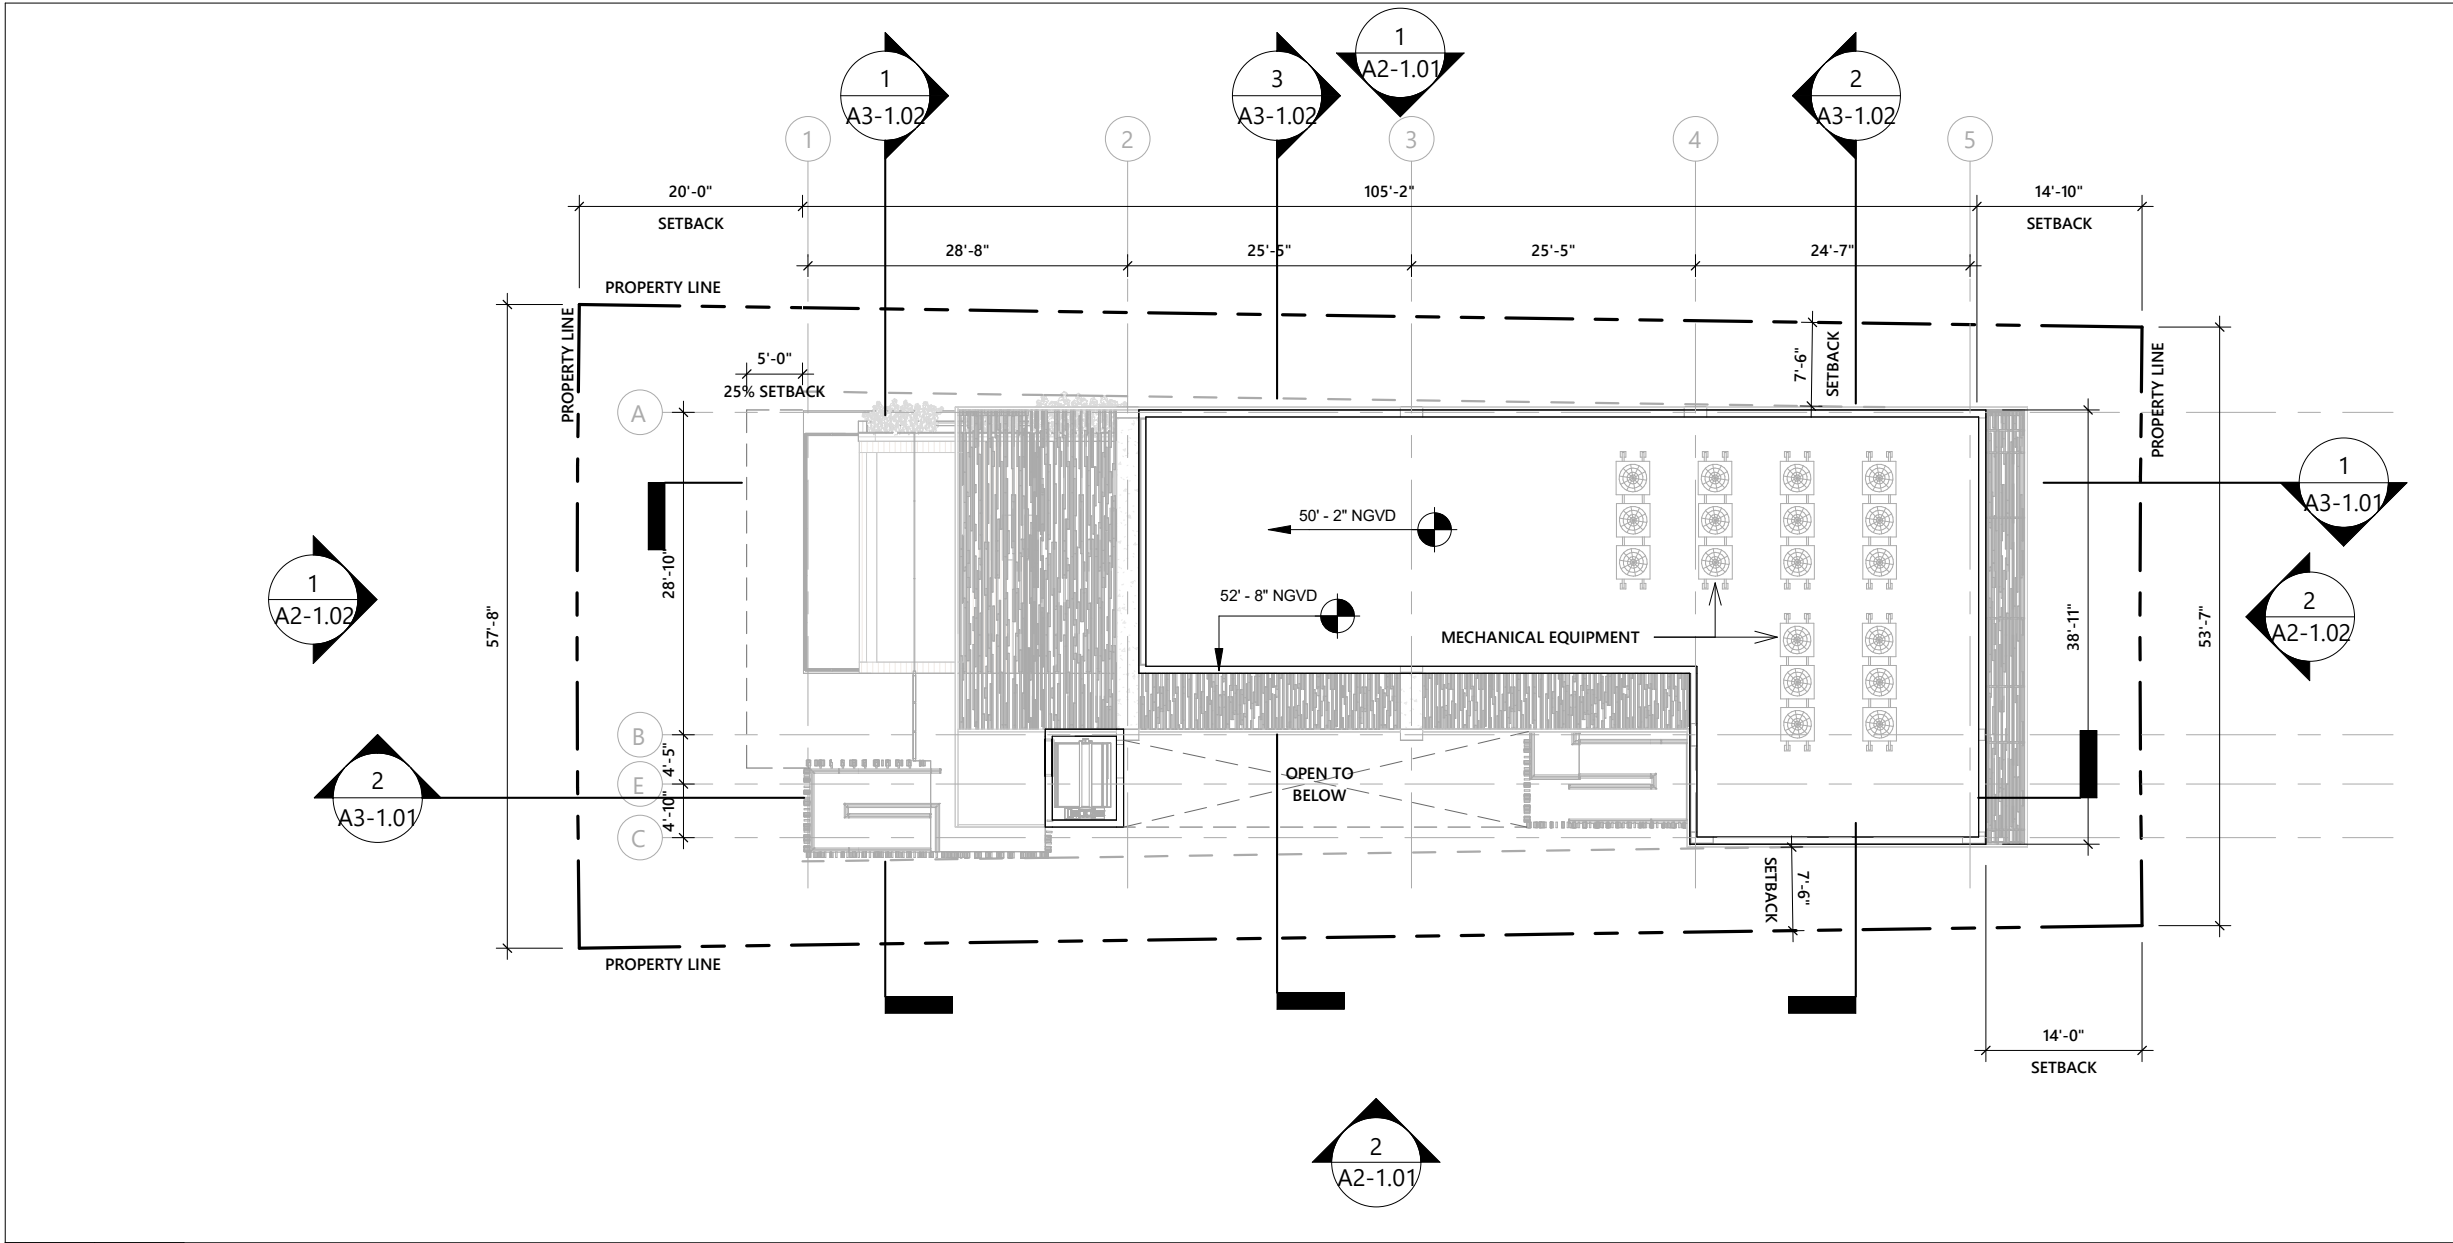 1
A2-1.01
1
A3-1.02
3
A3-1.02
2
A3-1.02
1
2
3
4
5
20'-0"
SETBACK
105'-2"
14'-10"
SETBACK
28'-8"
25'-5"
25'-5"
24'-7"
PROPERTY LINE
PROPERTY LINE
5'-0"
25% SETBACK
7'-6"
SETBACK
PROPERTY LINE
A
1
A3-1.01
50' - 2" NGVD
28'-10"
1
A2-1.02
57'-8"
52' - 8" NGVD
MECHANICAL EQUIPMENT
38'-11"
53'-7"
2
A2-1.02
B
4'-5"
E
4'-10"
C
2
A3-1.01
OPEN TO
BELOW
SETBACK
7'-6"
PROPERTY LINE
14'-0"
SETBACK
2
A2-1.01